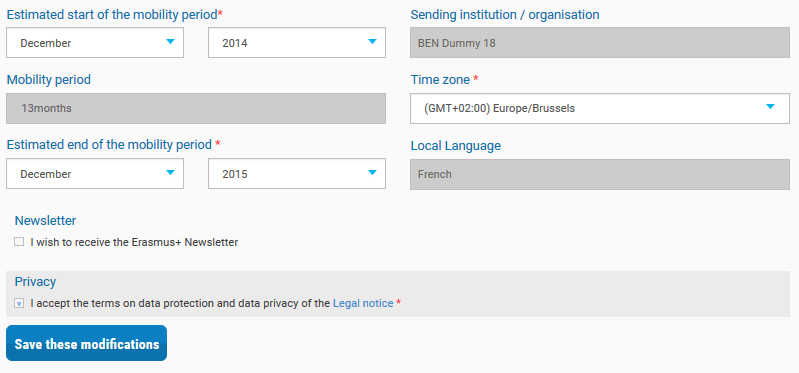 Estimated start of the mobility period*
December
2014
Mobility period
13months
Estimated end of the mobility period *
December
2015
Sending institution / organisation
BEN Dummy 18
Time zone *
(GMT+02:00) Europe/Brussels
Local Language
French
Newsletter
I wish to receive the Erasmus+ Newsletter
Privacy
I accept the terms on data protection and data privacy of the Legal notice *
Save these modifications